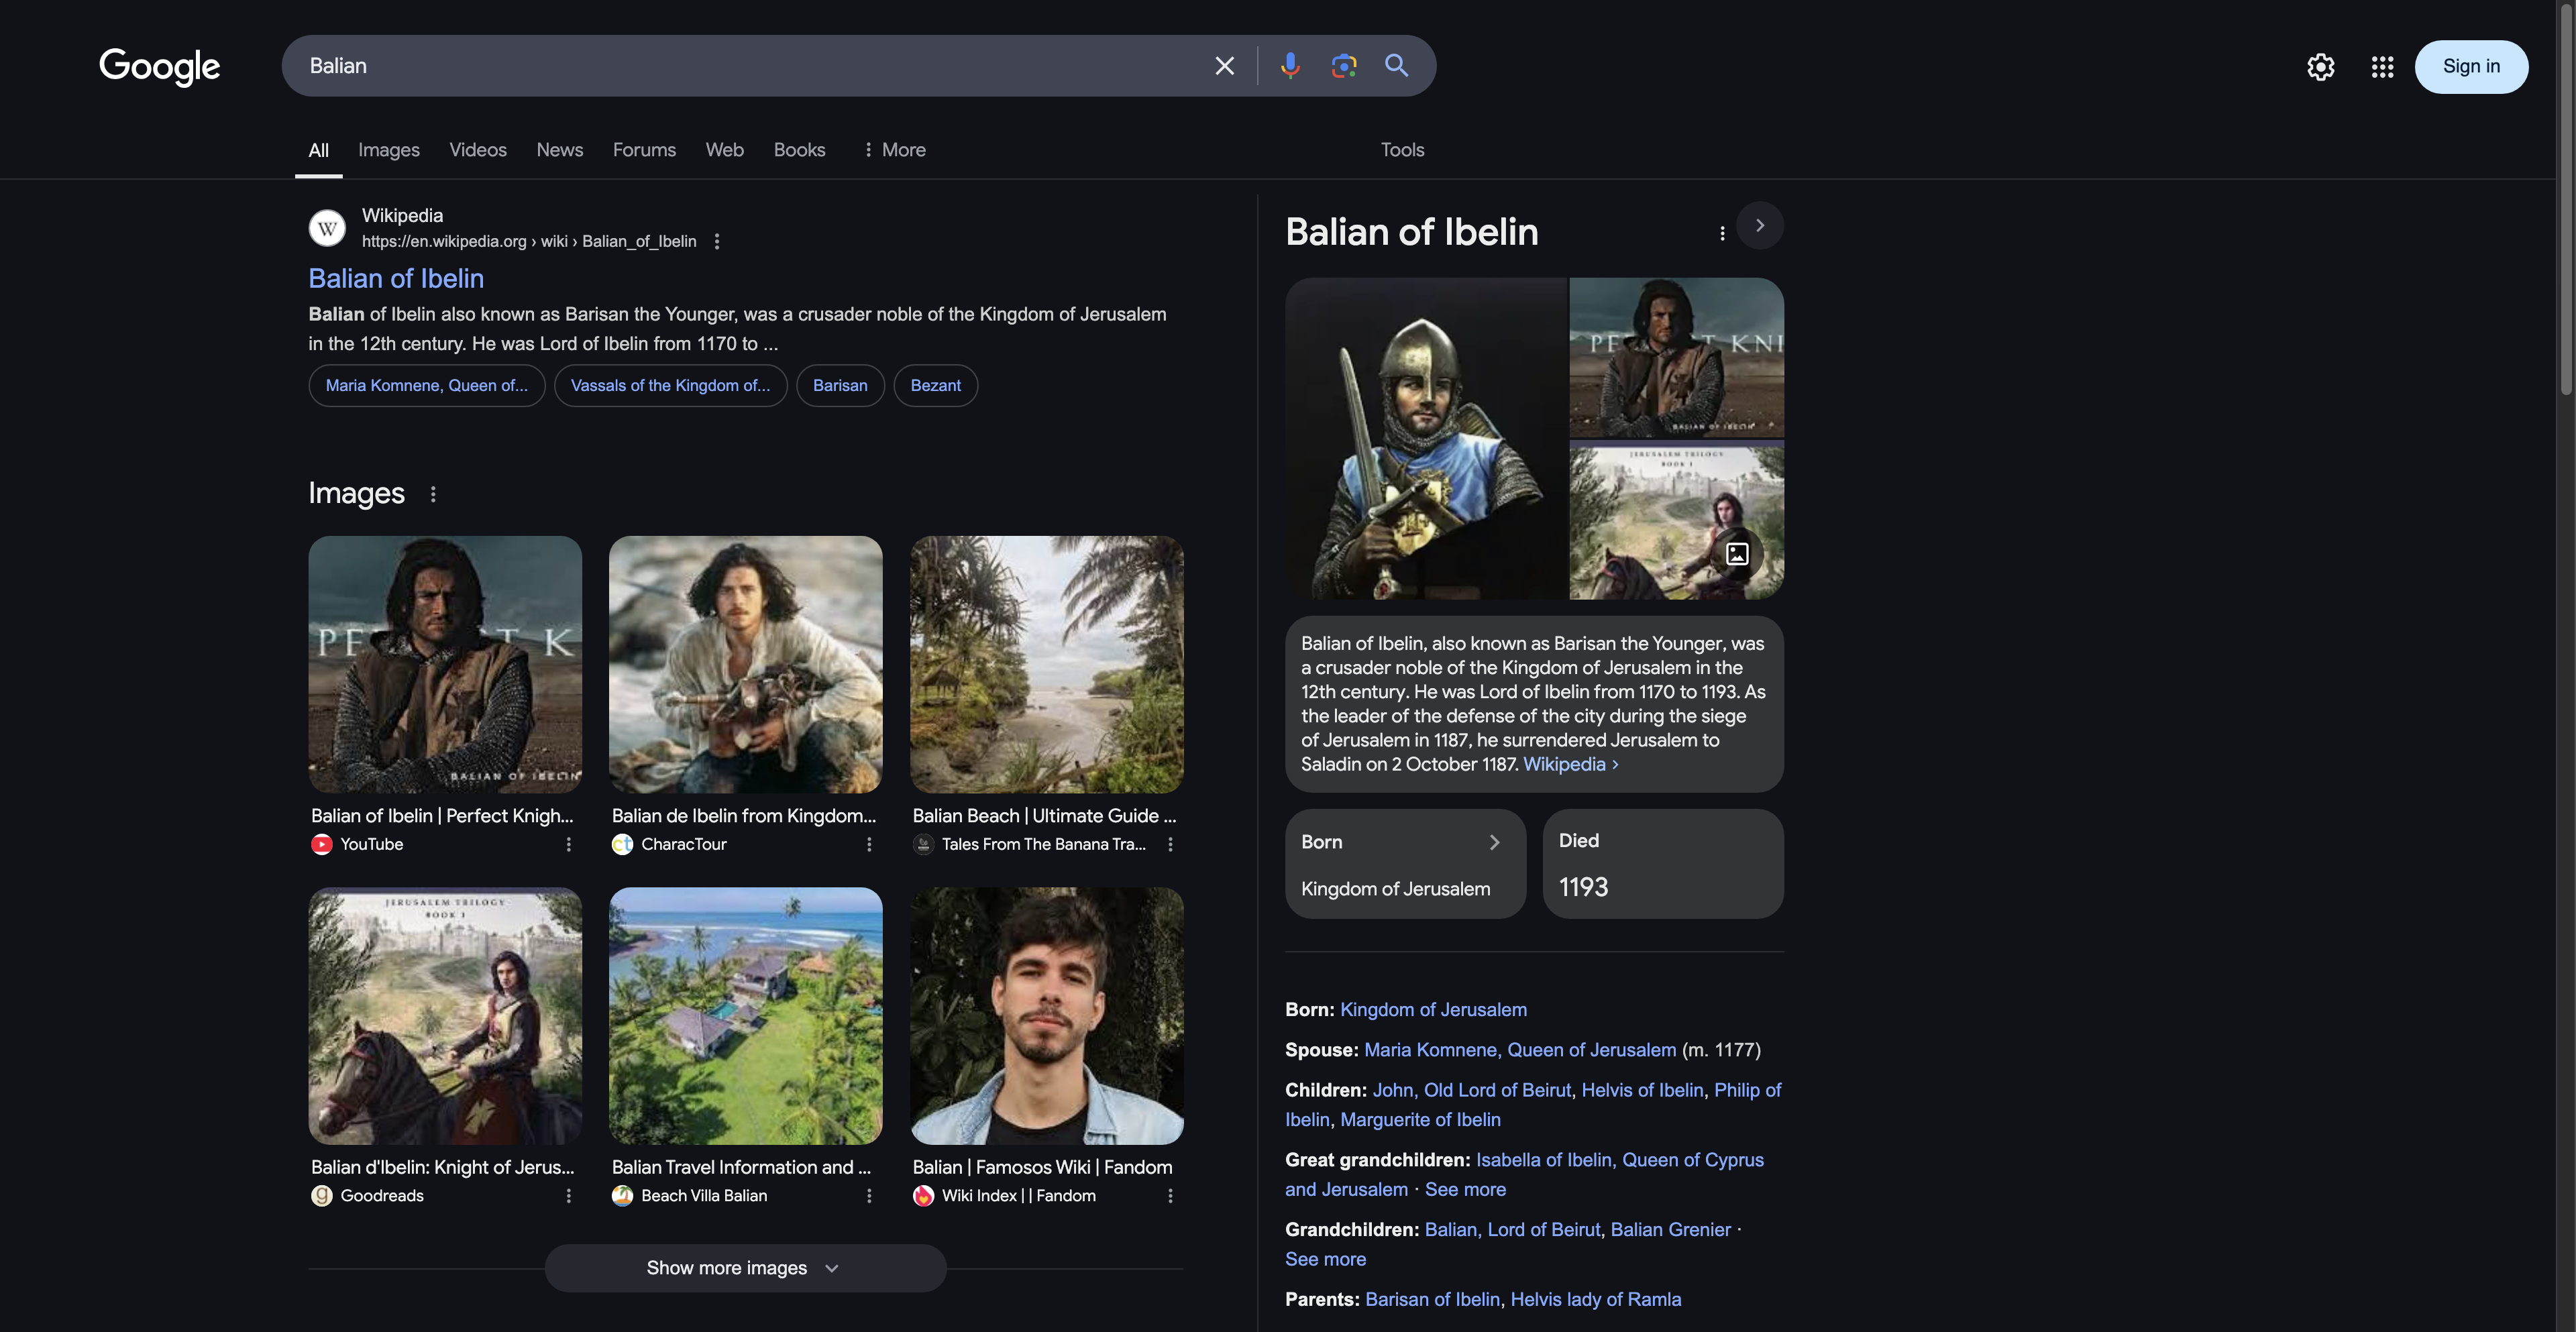 Google
Balian
Sign in
All
Images
Videos
News
Forums
Web
Books
More
Tools
W
Wikipedia
https://en.wikipedia.org › wiki › Balian_of_Ibelin
Balian of Ibelin
Balian of Ibelin also known as Barisan the Younger, was a crusader noble of the Kingdom of Jerusalem
in the 12th century. He was Lord of Ibelin from 1170 to ...
Maria Komnene, Queen of...
Vassals of the Kingdom of...
Barisan
Bezant
Images
BALIAN OF IBELIN
Balian of Ibelin | Perfect Knigh...
YouTube
Balian de Ibelin from Kingdom...
ct
CharacTour
Balian Beach | Ultimate Guide ...
Tales From The Banana Tra...
JERUSALEM TRILOGY
BOOK I
Balian d'Ibelin: Knight of Jerus...
g
Goodreads
Balian Travel Information and ...
Beach Villa Balian
Balian | Famosos Wiki | Fandom
Wiki Index | | Fandom
Show more images
Balian of Ibelin
BALIAN OF IBELIN
JERUSALEM TRILOGY
BOOK I
Balian of Ibelin, also known as Barisan the Younger, was
a crusader noble of the Kingdom of Jerusalem in the
12th century. He was Lord of Ibelin from 1170 to 1193. As
the leader of the defense of the city during the siege
of Jerusalem in 1187, he surrendered Jerusalem to
Saladin on 2 October 1187. Wikipedia ›
Born
Kingdom of Jerusalem
Died
1193
Born: Kingdom of Jerusalem
Spouse: Maria Komnene, Queen of Jerusalem (m. 1177)
Children: John, Old Lord of Beirut, Helvis of Ibelin, Philip of
Ibelin, Marguerite of Ibelin
Great grandchildren: Isabella of Ibelin, Queen of Cyprus
and Jerusalem · See more
Grandchildren: Balian, Lord of Beirut, Balian Grenier ·
See more
Parents: Barisan of Ibelin, Helvis lady of Ramla